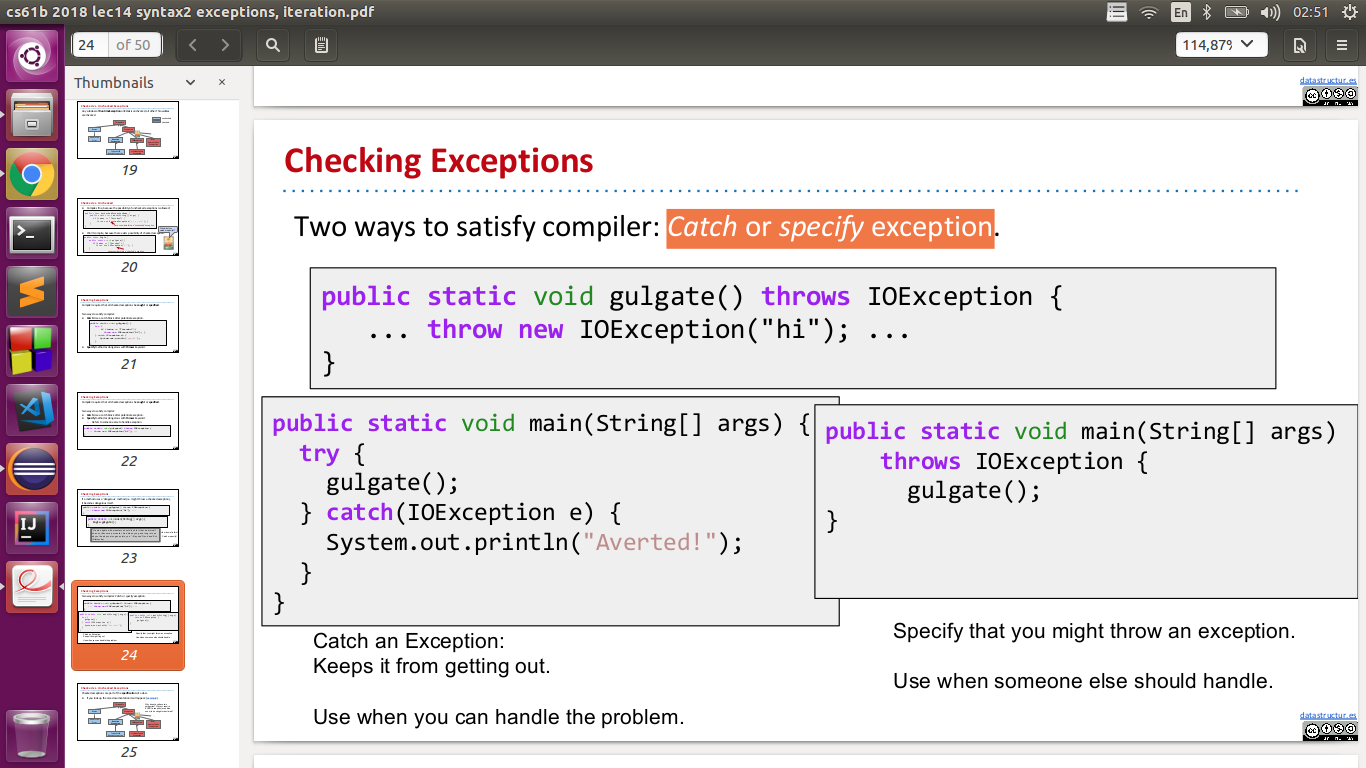 cs61b 2018 lec14 syntax2 exceptions, iteration.pdf
En
02:51
24 of 50
114,87%
Thumbnails
datastructur.es
19
20
21
22
23
24
25
Checking Exceptions
Two ways to satisfy compiler: Catch or specify exception.
public static void gulgate() throws IOException {
... throw new IOException("hi"); ...
}
public static void main(String[] args) {
try {
gulgate();
} catch(IOException e) {
System.out.println("Averted!");
}
}
public static void main(String[] args)
throws IOException {
gulgate();
}
Catch an Exception:
Keeps it from getting out.
Use when you can handle the problem.
Specify that you might throw an exception.
Use when someone else should handle.
datastructur.es